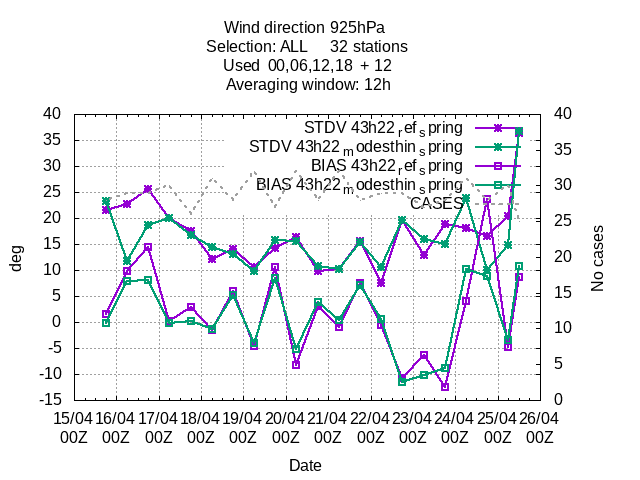 Wind direction 925hPa
Selection: ALL 32 stations
Used 00,06,12,18 + 12
Averaging window: 12h
STDV 43h22_ref_spring
STDV 43h22_modesthin_spring
BIAS 43h22_ref_spring
BIAS 43h22_modesthin_spring
CASES
40
35
30
25
20
15
10
5
0
-5
-10
-15
deg
40
35
30
25
20
15
10
5
0
No cases
15/04 16/04 17/04 18/04 19/04 20/04 21/04 22/04 23/04 24/04 25/04 26/04
00Z 00Z 00Z 00Z 00Z 00Z 00Z 00Z 00Z 00Z 00Z 00Z
Date